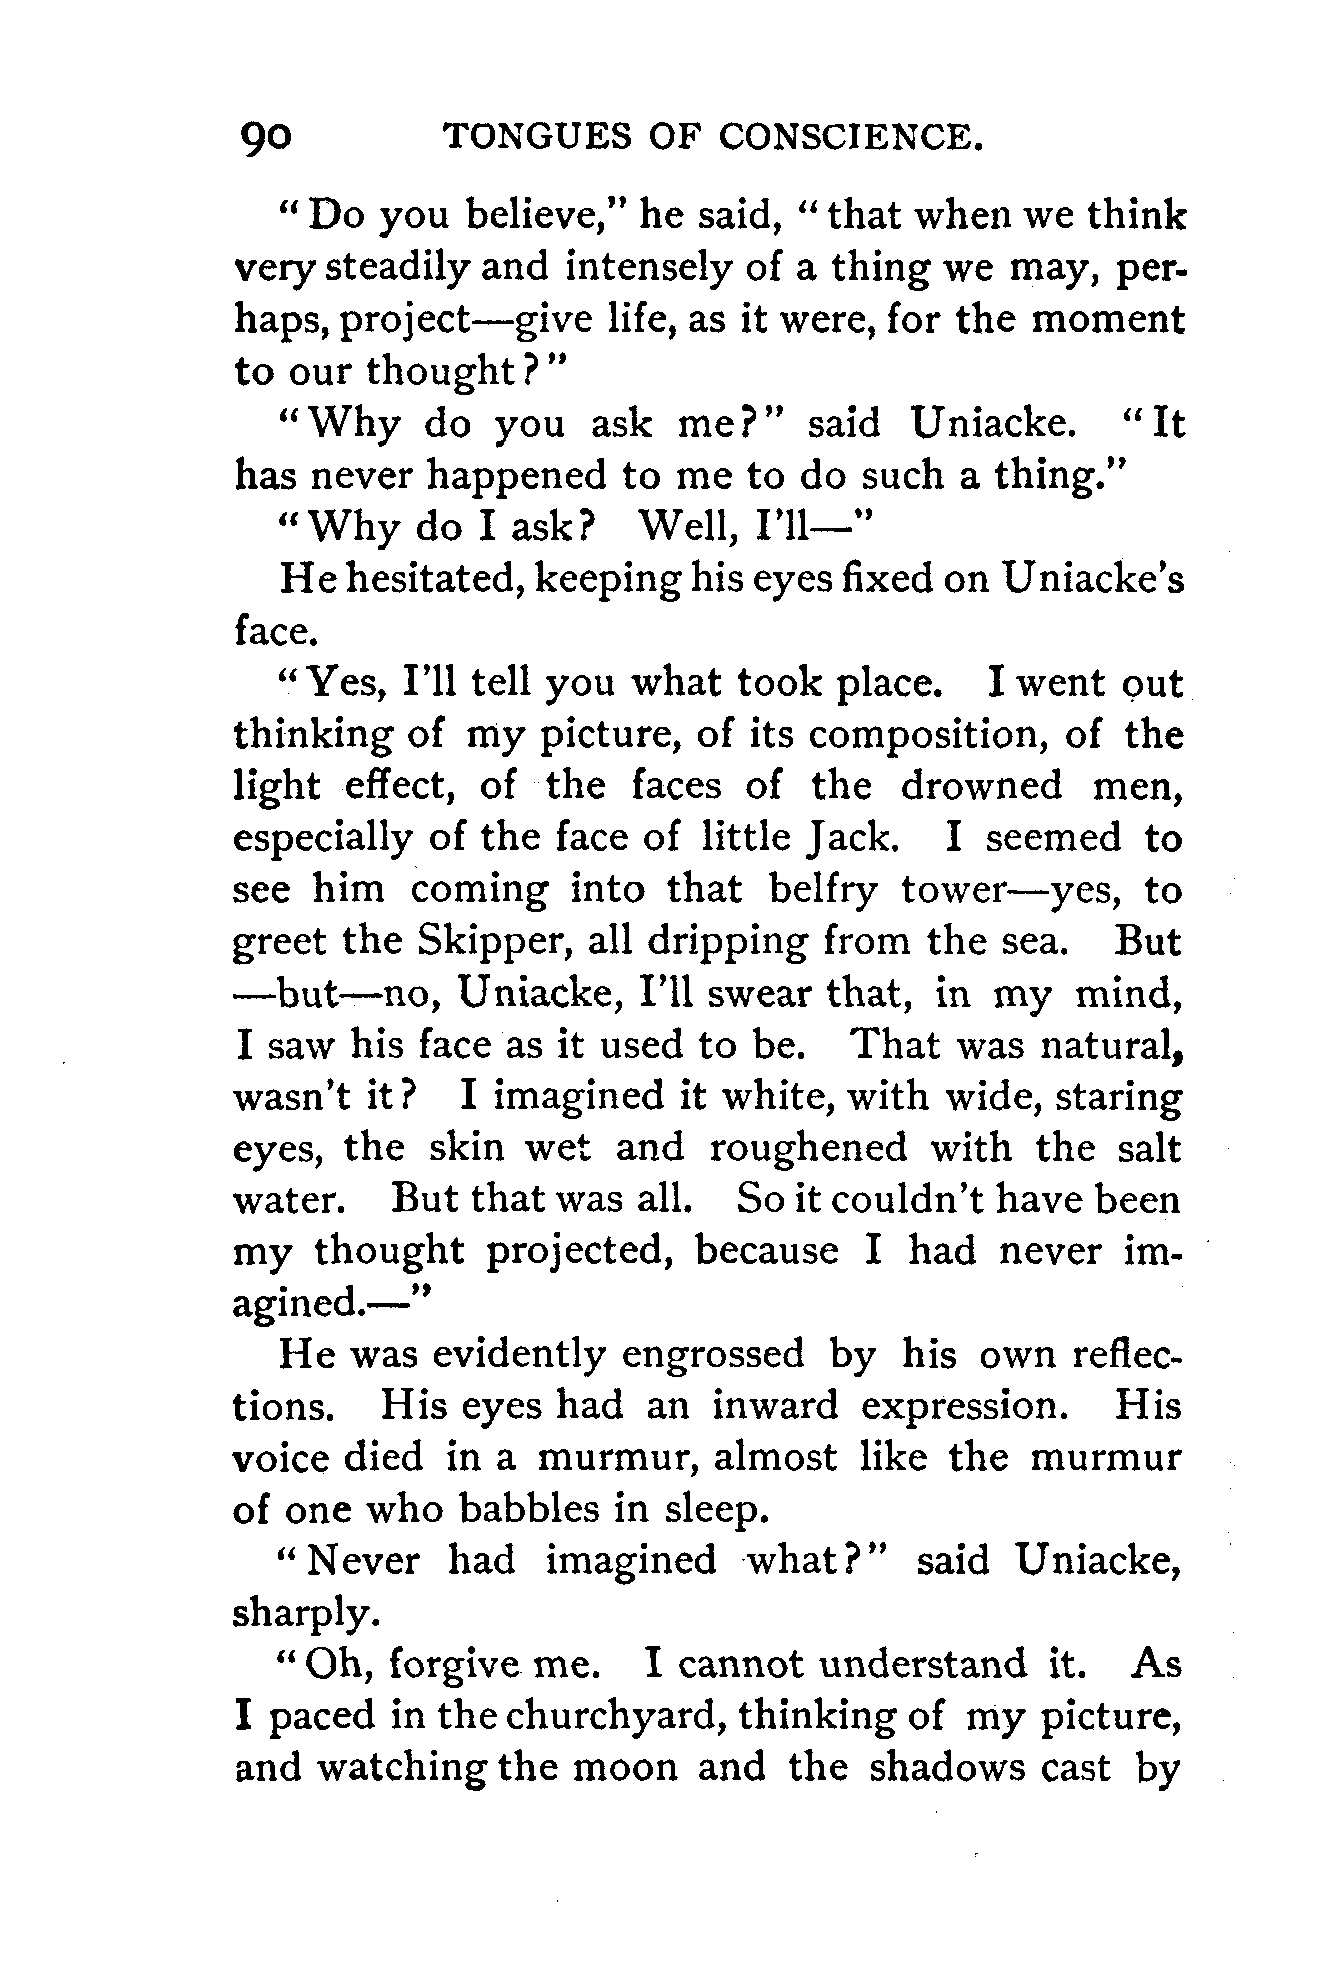 90 TONGUES OF CONSCIENCE.
“ Do you believe,” he said, “ that when we think
very steadily and intensely of a thing we may, per-
haps, project—give life, as it were, for the moment
to our thought ? ”
“ Why do you ask me? ” said Uniacke. “ It
has never happened to me to do such a thing.”
“ Why do I ask? Well, I’ll—”
He hesitated, keeping his eyes fixed on Uniacke’s
face.
“ Yes, I’ll tell you what took place. I went out
thinking of my picture, of its composition, of the
light effect, of the faces of the drowned men,
especially of the face of little Jack. I seemed to
see him coming into that belfry tower—yes, to
greet the Skipper, all dripping from the sea. But
—but—no, Uniacke, I’ll swear that, in my mind,
I saw his face as it used to be. That was natural,
wasn’t it ? I imagined it white, with wide, staring
eyes, the skin wet and roughened with the salt
water. But that was all. So it couldn’t have been
my thought projected, because I had never im-
agined.—”
He was evidently engrossed by his own reflec-
tions. His eyes had an inward expression. His
voice died in a murmur, almost like the murmur
of one who babbles in sleep.
“ Never had imagined what ? ” said Uniacke,
sharply.
“ Oh, forgive me. I cannot understand it. As
I paced in the churchyard, thinking of my picture,
and watching the moon and the shadows cast by